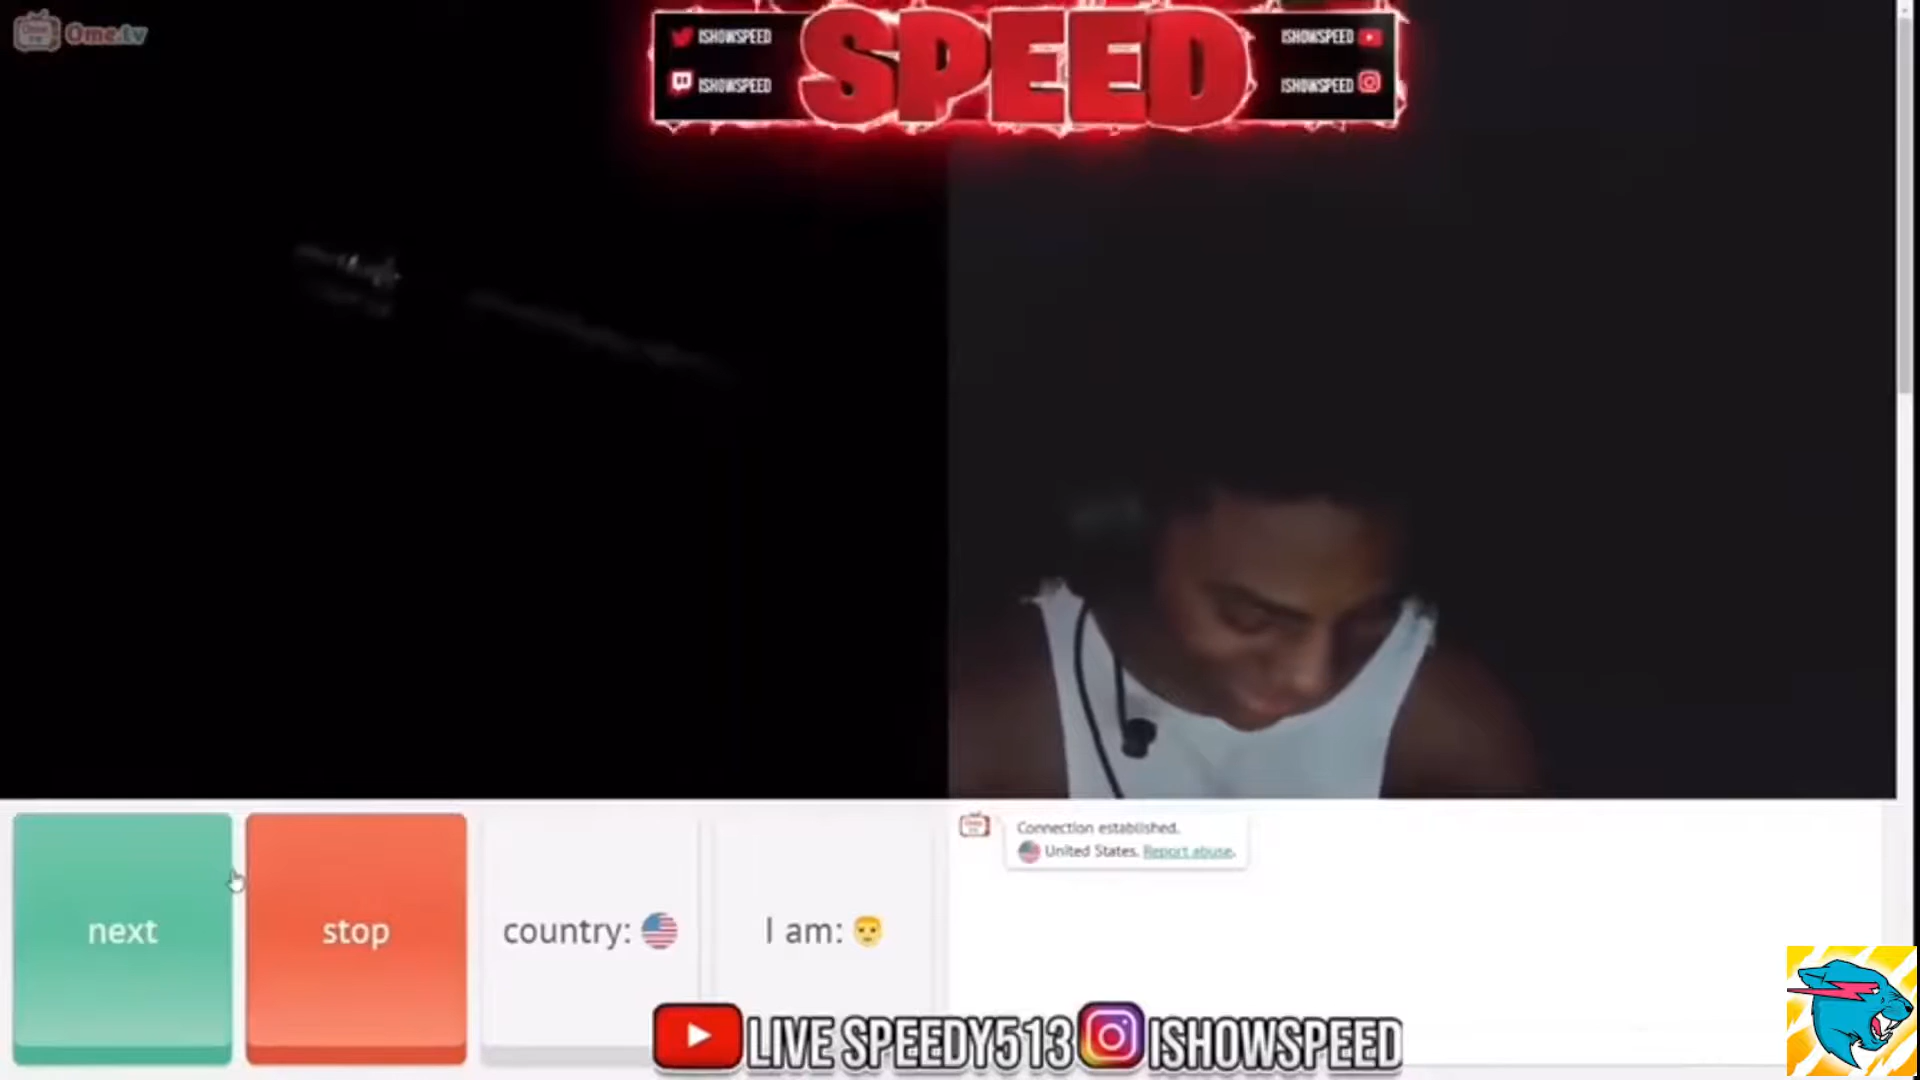 Ome.tv
ISHOWSPEED
ISHOWSPEED
SPEED
ISHOWSPEED
ISHOWSPEED
Connection established.
United States. Report abuse.
next
stop
country:
I am:
LIVE SPEEDY513
ISHOWSPEED